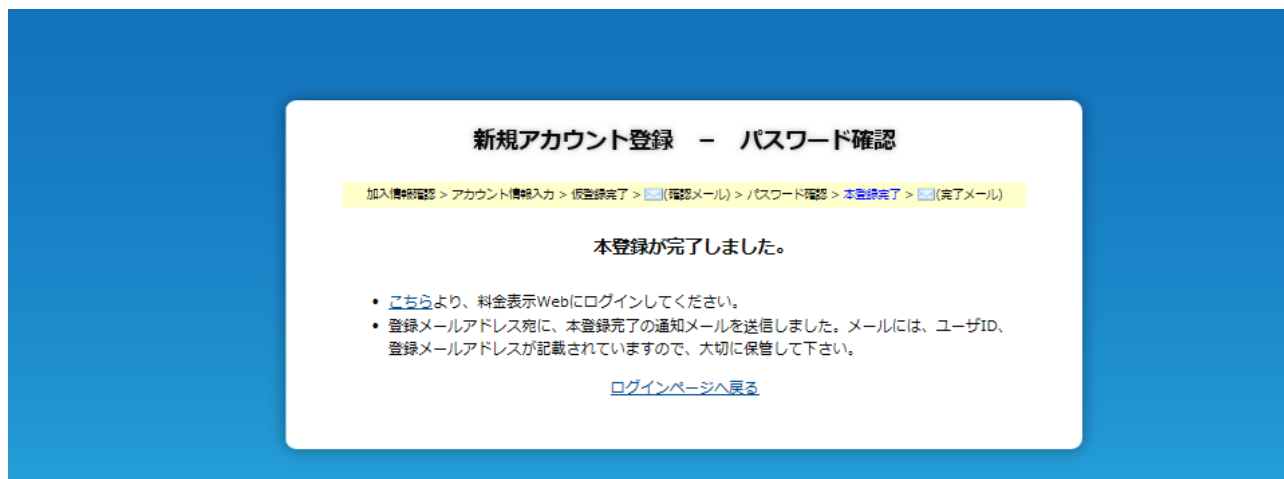 新規アカウント登録　－　パスワード確認
加入情報確認 > アカウント情報入力 > 仮登録完了 > (確認メール) > パスワード確認 > 本登録完了 > (完了メール)
本登録が完了しました。
• こちらより、料金表示Webにログインしてください。
• 登録メールアドレス宛に、本登録完了の通知メールを送信しました。メールには、ユーザID、
登録メールアドレスが記載されていますので、大切に保管して下さい。
ログインページへ戻る